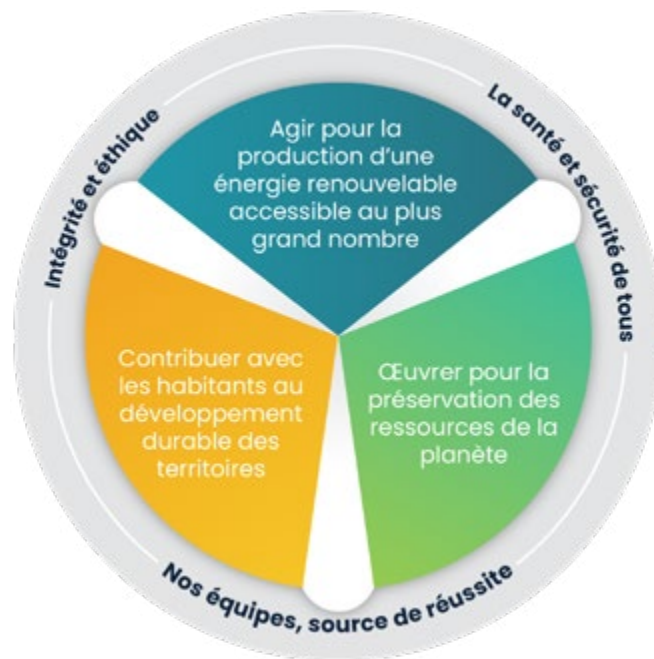 Intégrité et éthique
La santé et sécurité de tous
Agir pour la
production d'une
énergie renouvelable
accessible au plus
grand nombre
Contribuer avec
les habitants au
développement
durable des
territoires
Œuvrer pour la
préservation des
ressources de la
planète
Nos équipes, source de réussite